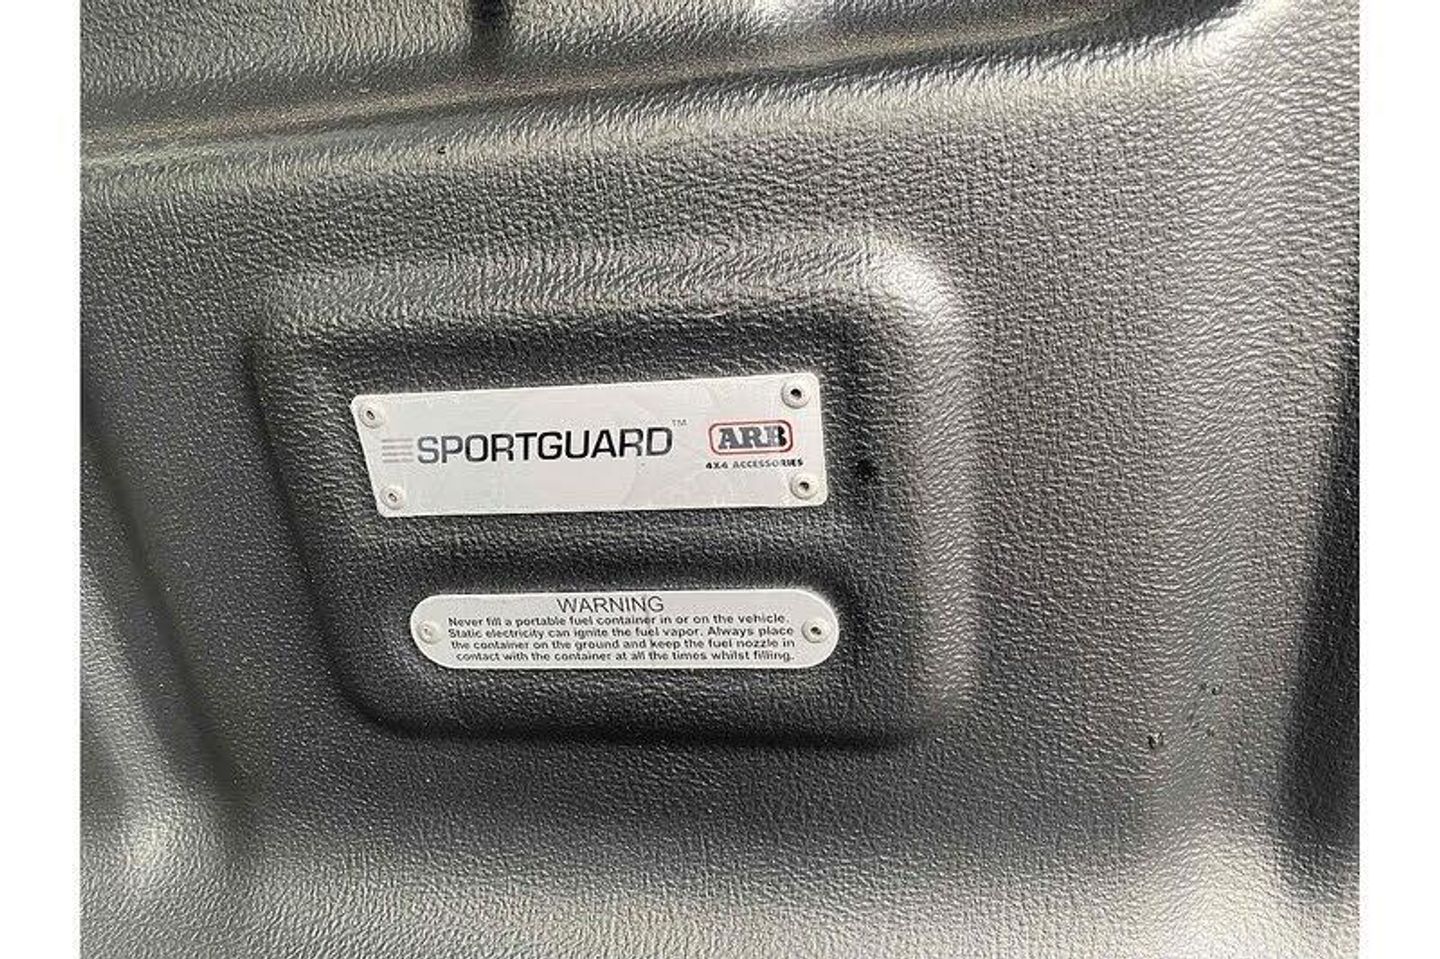 SPORTGUARD™ ARB
4X4 ACCESSORIES
WARNING
Never fill a portable fuel container in or on the vehicle.
Static electricity can ignite the fuel vapor. Always place
the container on the ground and keep the fuel nozzle in
contact with the container at all the times whilst filling.